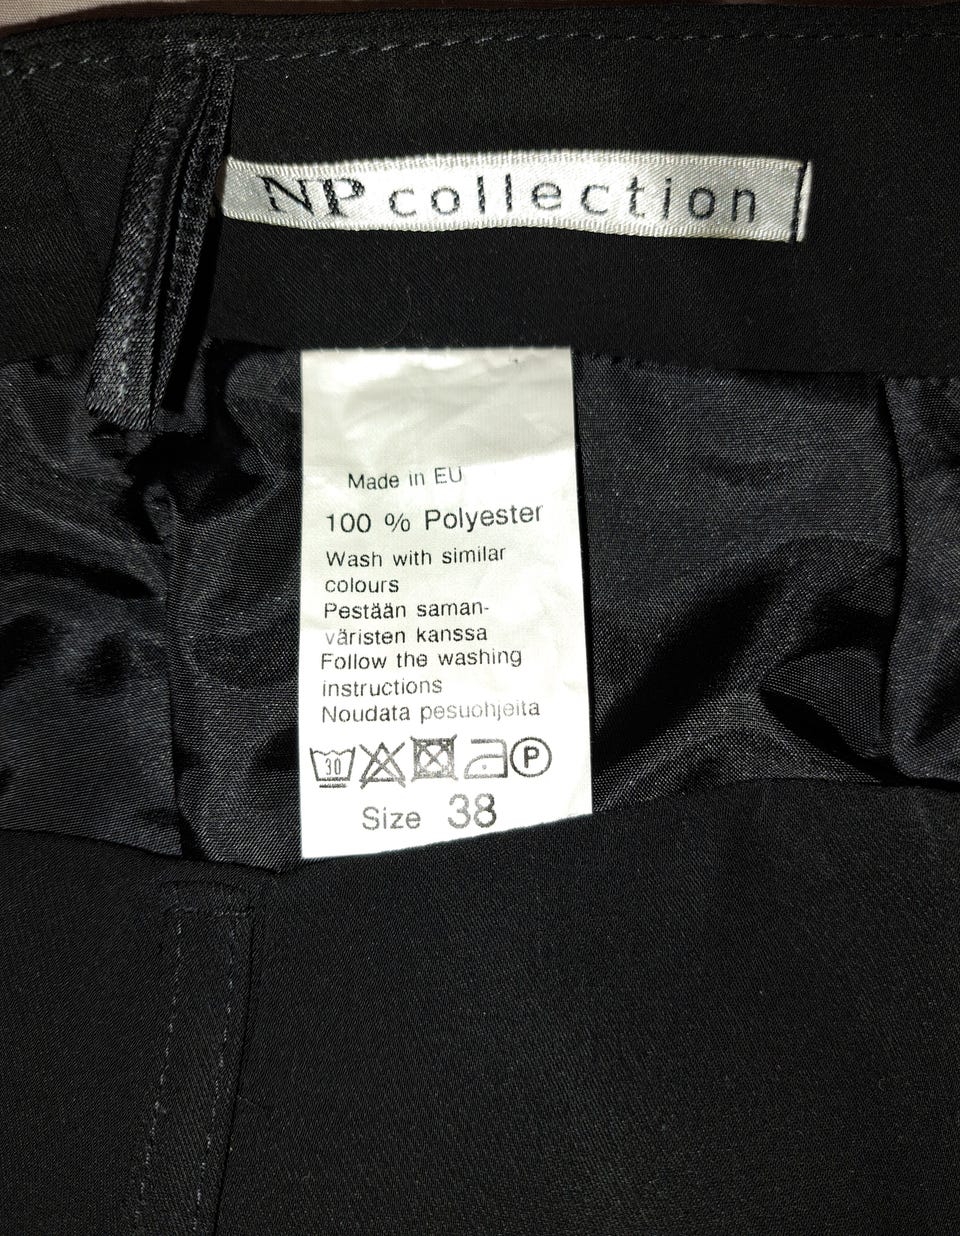 NP collection
Made in EU
100 % Polyester
Wash with similar
colours
Pestään saman-
väristen kanssa
Follow the washing
instructions
Noudata pesuohjeita
30 P
Size 38